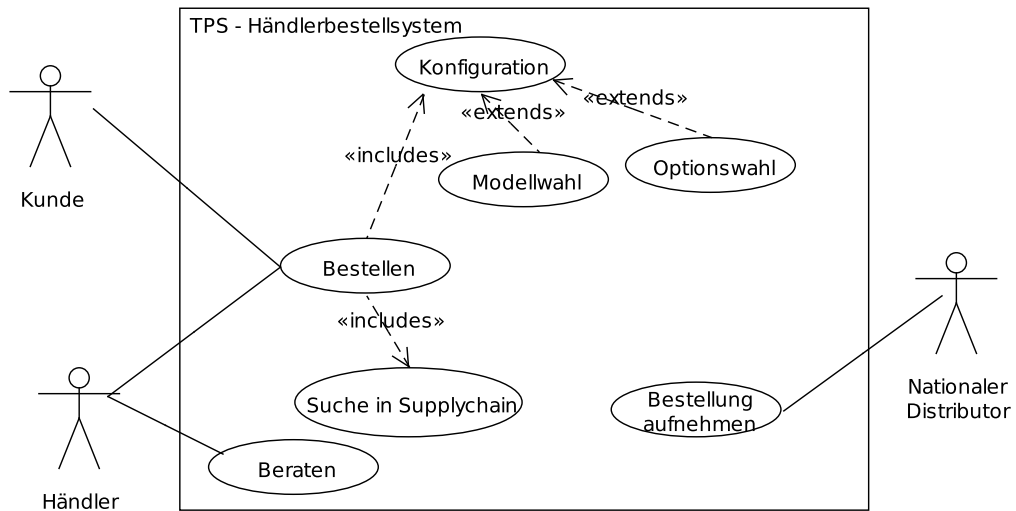 TPS - Händlerbestellsystem
Konfiguration
«extends»
«extends»
«includes»
Modellwahl
Optionswahl
Kunde
Bestellen
«includes»
Suche in Supplychain
Bestellung
aufnehmen
Nationaler
Distributor
Beraten
Händler